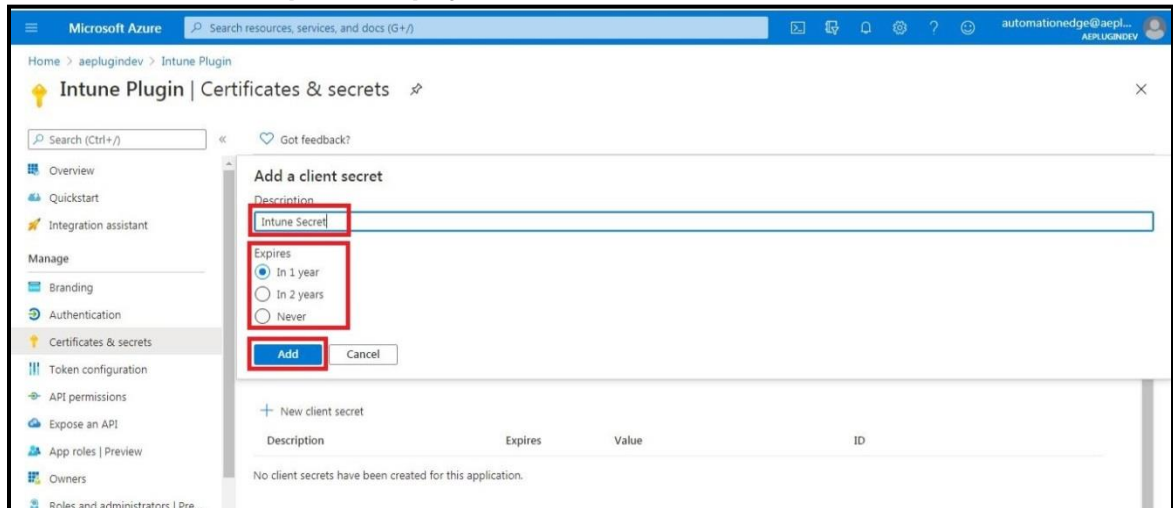 Microsoft Azure
Search resources, services, and docs (G+/)
automationedge@aepl...
AEPLUGINDEV
Home > aeplugindev > Intune Plugin
Intune Plugin | Certificates & secrets
Search (Ctrl+/)
Got feedback?
Overview
Quickstart
Integration assistant
Manage
Branding
Authentication
Certificates & secrets
Token configuration
API permissions
Expose an API
App roles | Preview
Owners
Roles and administrators | Pre...
Add a client secret
Description
Intune Secret
Expires
In 1 year
In 2 years
Never
Add Cancel
New client secret
Description Expires Value ID
No client secrets have been created for this application.